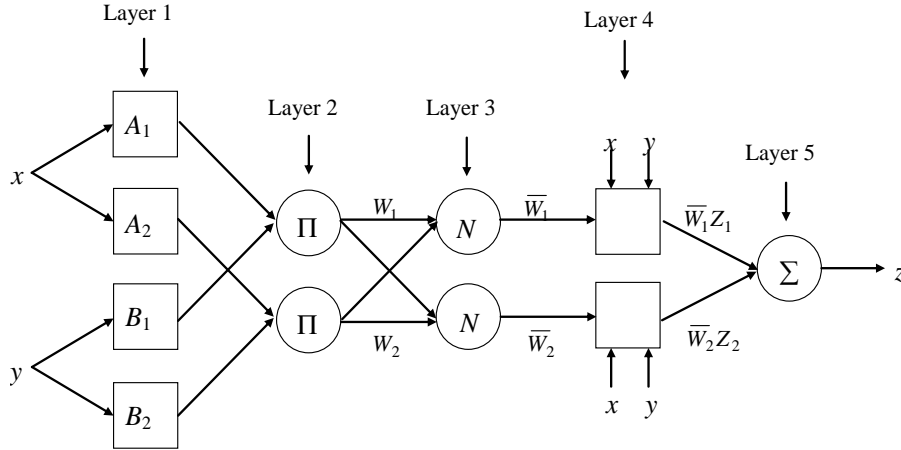 Layer 1
Layer 4
Layer 2
Layer 3
Layer 5
A₁
x
A₂
B₁
y
B₂
Π
Π
W₁
W₂
N
N
W̅₁
W̅₂
x y
x y
W̅₁Z₁
W̅₂Z₂
Σ
z